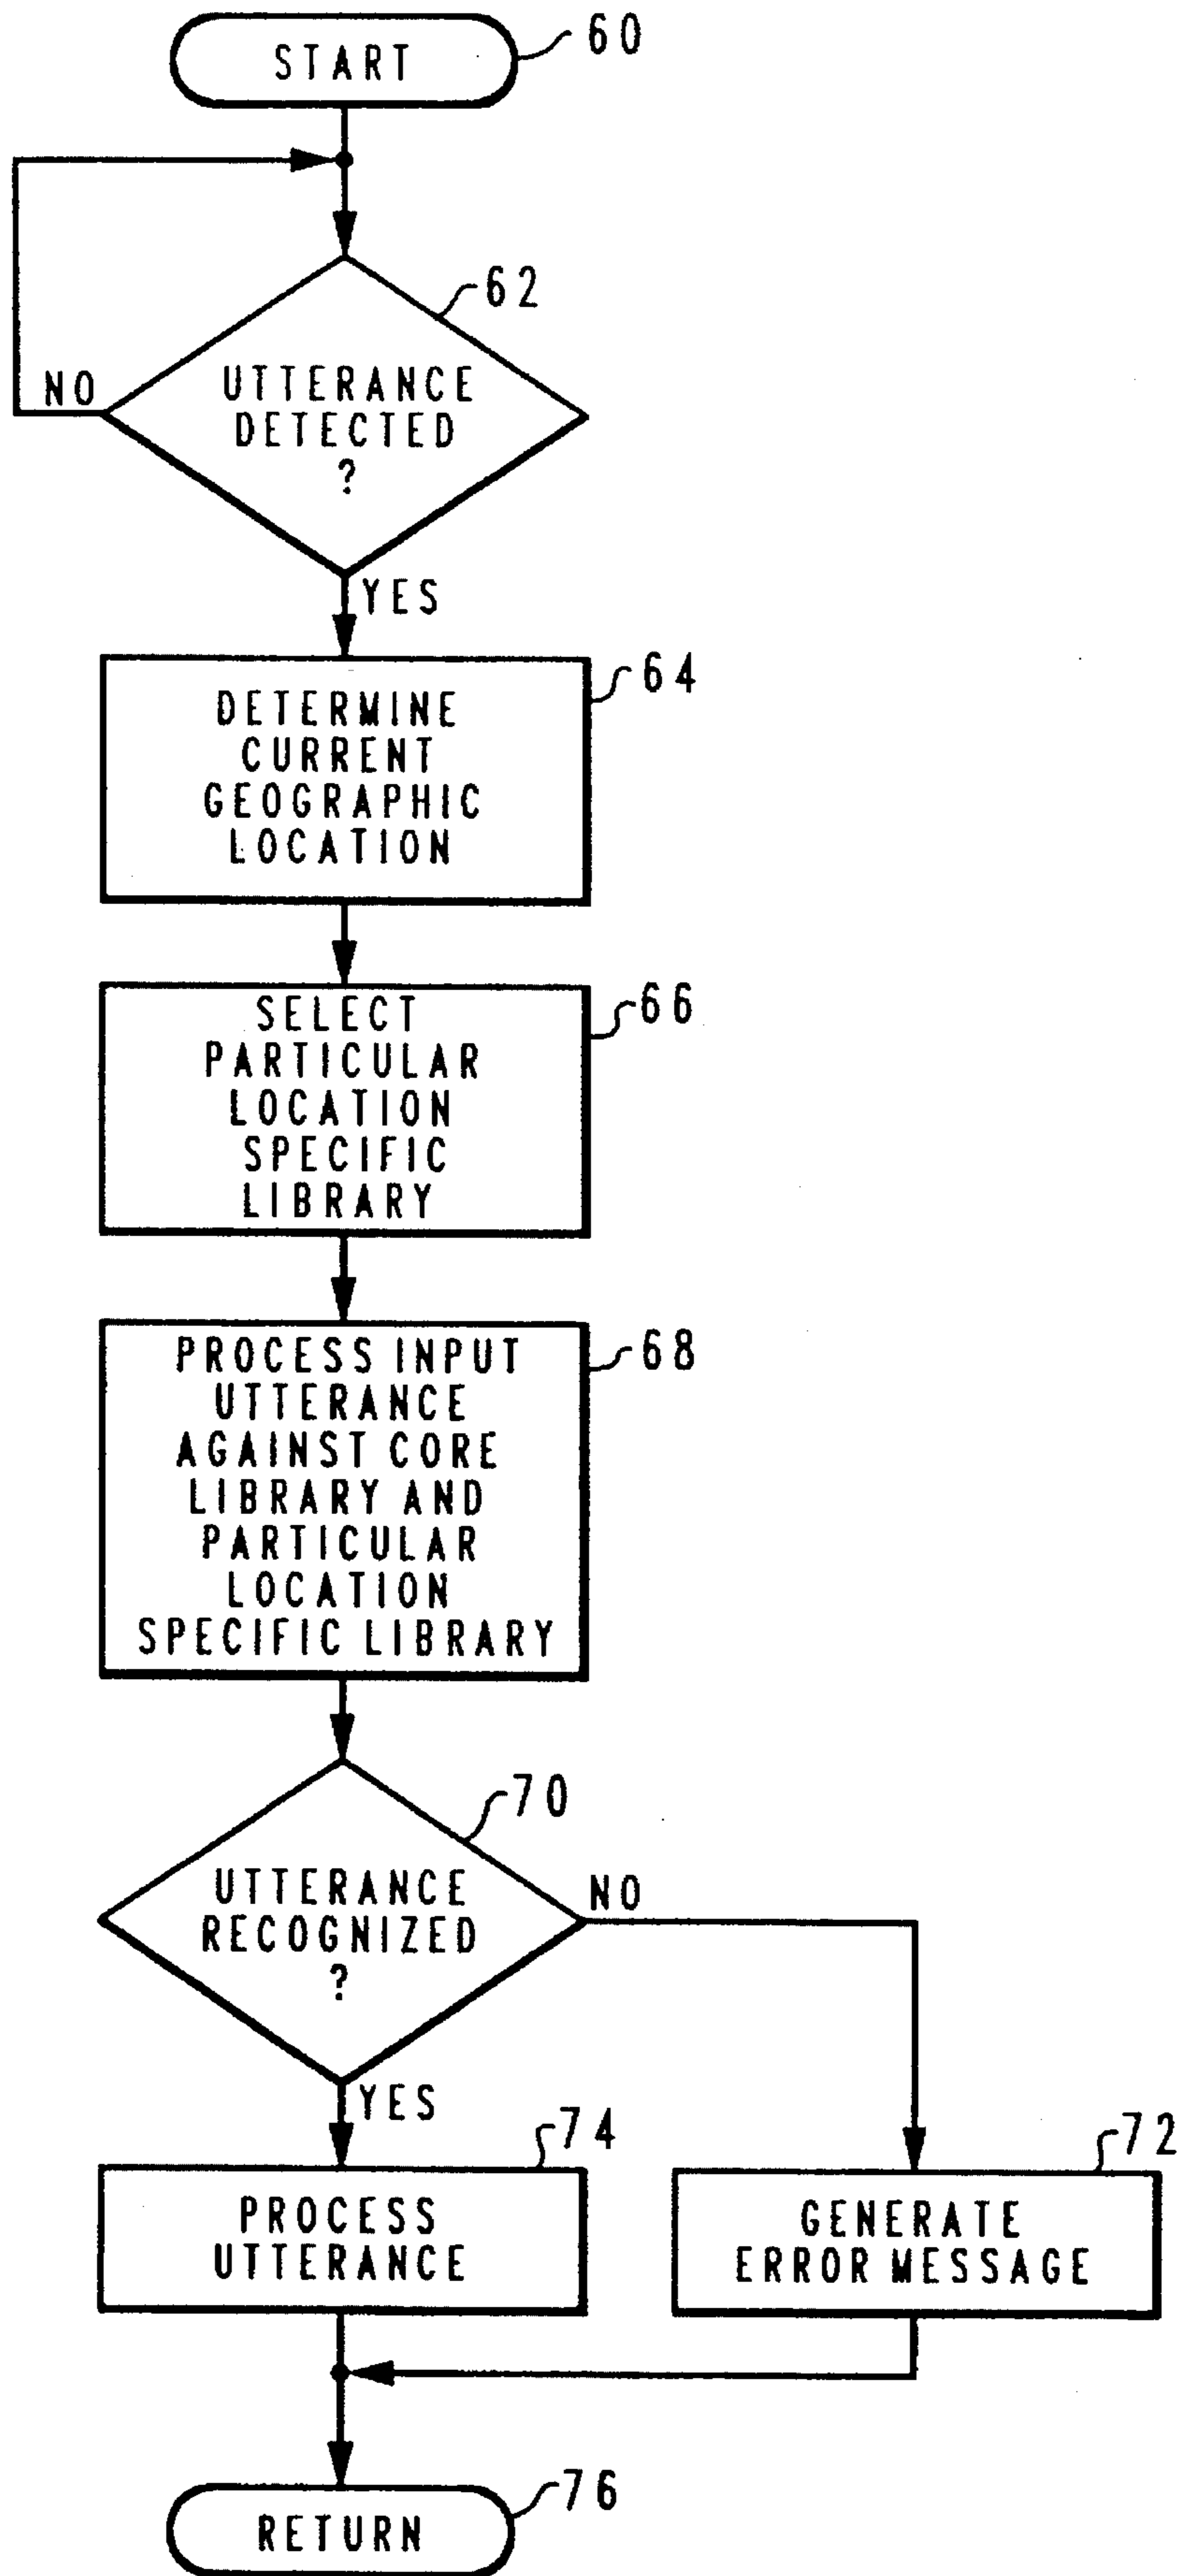 START
60
62
NO
UTTERANCE
DETECTED
?
YES
64
DETERMINE
CURRENT
GEOGRAPHIC
LOCATION
66
SELECT
PARTICULAR
LOCATION
SPECIFIC
LIBRARY
68
PROCESS INPUT
UTTERANCE
AGAINST CORE
LIBRARY AND
PARTICULAR
LOCATION
SPECIFIC LIBRARY
70
UTTERANCE
RECOGNIZED
?
NO
YES
74
PROCESS
UTTERANCE
72
GENERATE
ERROR MESSAGE
76
RETURN